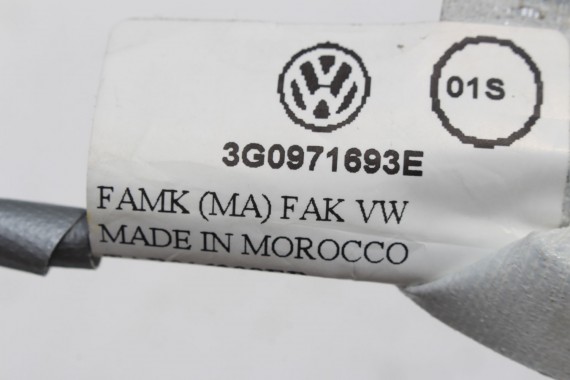 01S
3G0971693E
FAMK (MA) FAK VW
MADE IN MOROCCO